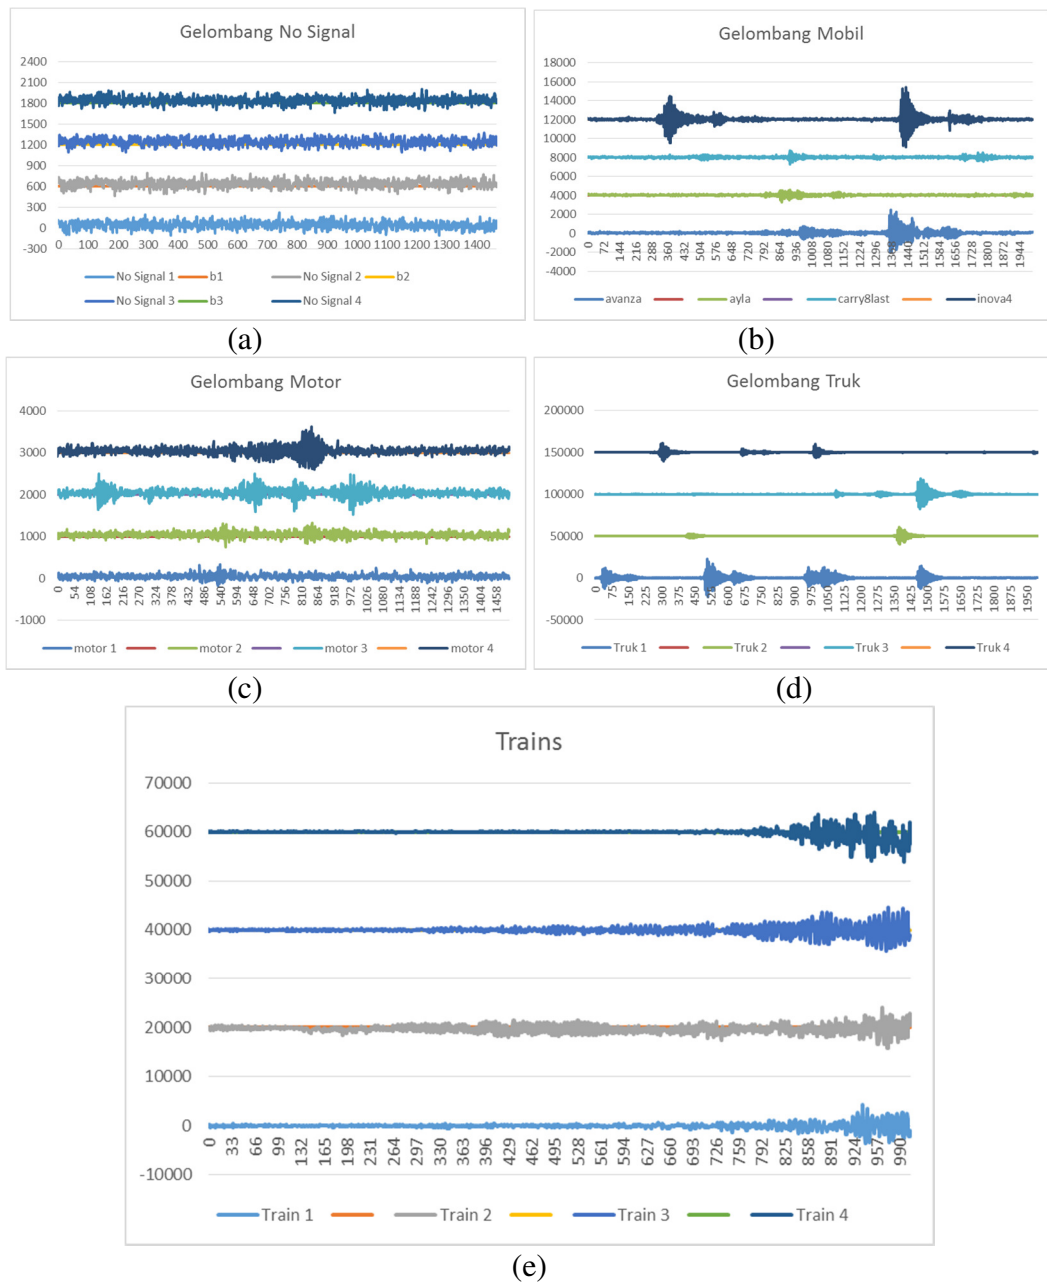 Gelombang No Signal
2400
2100
1800
1500
1200
900
600
300
0
-300
0 100 200 300 400 500 600 700 800 900 1000 1100 1200 1300 1400
No Signal 1 b1 No Signal 2 b2
No Signal 3 b3 No Signal 4
(a)
Gelombang Mobil
18000
16000
14000
12000
10000
8000
6000
4000
2000
0
-2000
-4000
0 72 144 216 288 360 432 504 576 648 720 792 864 936 1008 1080 1152 1224 1296 1368 1440 1512 1584 1656 1728 1800 1872 1944
avanza ayla carry8last inova4
(b)
Gelombang Motor
4000
3000
2000
1000
0
-1000
0 54 108 162 216 270 324 378 432 486 540 594 648 702 756 810 864 918 972 1026 1080 1134 1188 1242 1296 1350 1404 1458
motor 1 motor 2 motor 3 motor 4
(c)
Gelombang Truk
200000
150000
100000
50000
0
-50000
0 75 150 225 300 375 450 525 600 675 750 825 900 975 1050 1125 1200 1275 1350 1425 1500 1575 1650 1725 1800 1875 1950
Truk 1 Truk 2 Truk 3 Truk 4
(d)
Trains
70000
60000
50000
40000
30000
20000
10000
0
-10000
0 33 66 99 132 165 198 231 264 297 330 363 396 429 462 495 528 561 594 627 660 693 726 759 792 825 858 891 924 957 990
Train 1 Train 2 Train 3 Train 4
(e)